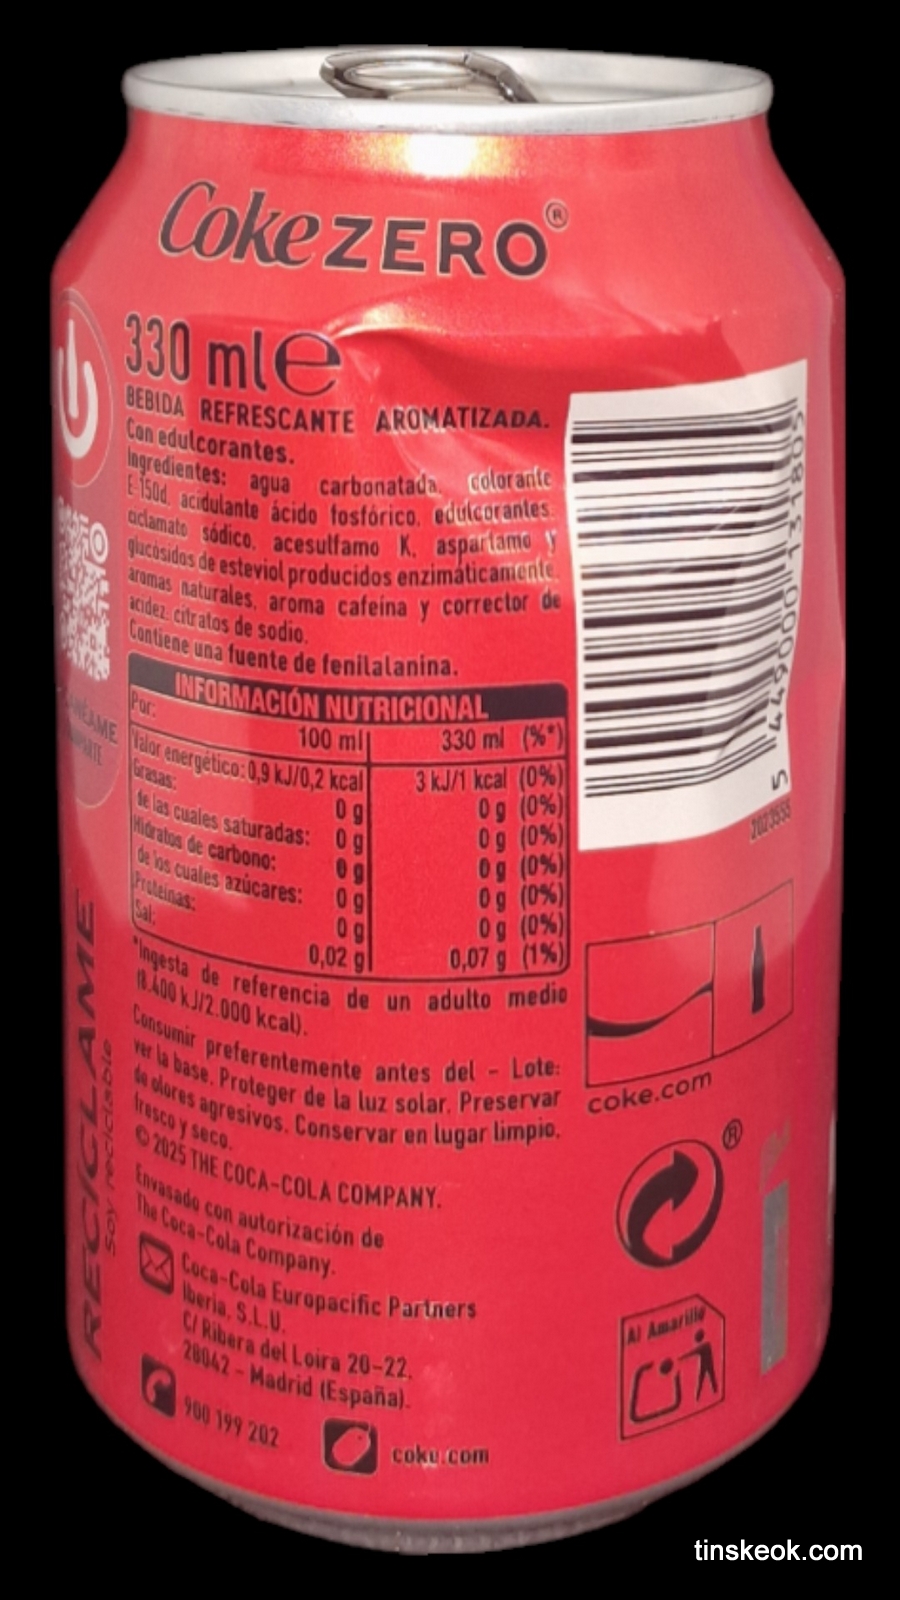 Coke ZERO®
330 ml e
BEBIDA REFRESCANTE AROMATIZADA.
Con edulcorantes.
Ingredientes: agua carbonatada, colorante
E-150d, acidulante ácido fosfórico, edulcorantes
ciclamato sódico, acesulfamo K, aspartamo y
glucósidos de esteviol producidos enzimáticamente,
aromas naturales, aroma cafeína y corrector de
acidez citratos de sodio.
Contiene una fuente de fenilalanina.
INFORMACIÓN NUTRICIONAL
Por: 100 ml 330 ml (%*)
Valor energético: 0,9 kJ/0,2 kcal 3 kJ/1 kcal (0%)
Grasas: 0 g 0 g (0%)
de las cuales saturadas: 0 g 0 g (0%)
Hidratos de carbono: 0 g 0 g (0%)
de los cuales azúcares: 0 g 0 g (0%)
Proteínas: 0 g 0 g (0%)
Sal: 0,02 g 0,07 g (1%)
*Ingesta de referencia de un adulto medio
(8.400 kJ/2.000 kcal).
Consumir preferentemente antes del - Lote:
ver la base. Proteger de la luz solar. Preservar
de olores agresivos. Conservar en lugar limpio,
fresco y seco.
© 2025 THE COCA-COLA COMPANY.
Envasado con autorización de
The Coca-Cola Company.
Coca-Cola Europacific Partners
Iberia, S.L.U.
C/ Ribera del Loira 20-22.
28042 - Madrid (España).
900 199 202
coke.com
RECÍCLAME
Soy reciclable
5 449000 131805
2023555
coke.com
®
Al Amarillo
tinskeok.com